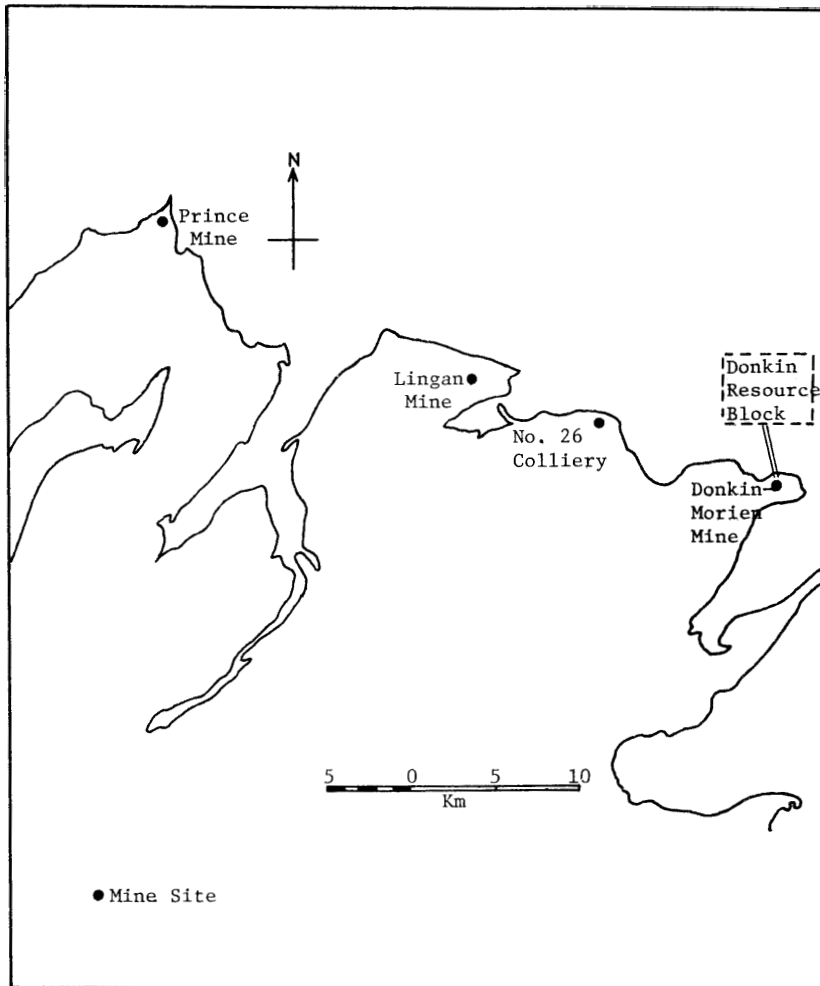 N
Prince
Mine
Lingan
Mine
No. 26
Colliery
Donkin
Resource
Block
Donkin
Morien
Mine
5 0 5 10
Km
Mine Site